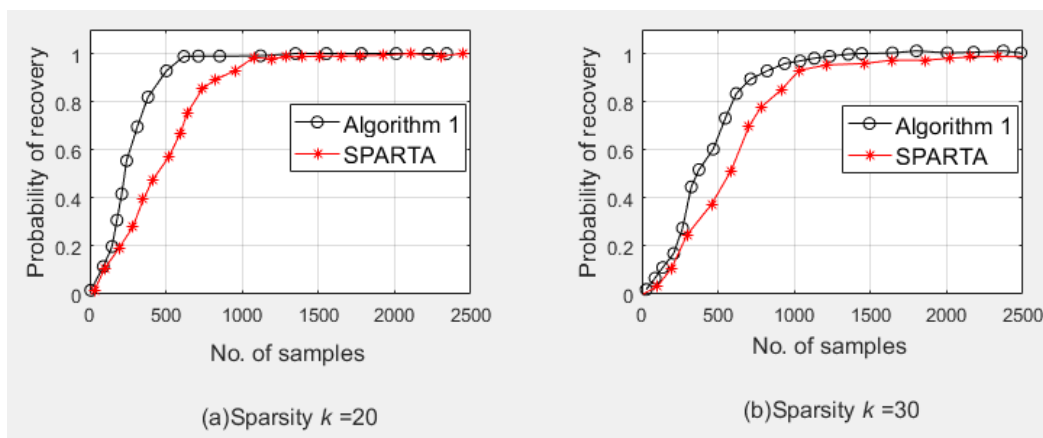 Probability of recovery
1
0.8
0.6
0.4
0.2
0
Algorithm 1
SPARTA
0 500 1000 1500 2000 2500
No. of samples
(a)Sparsity k =20
Probability of recovery
1
0.8
0.6
0.4
0.2
0
Algorithm 1
SPARTA
0 500 1000 1500 2000 2500
No. of samples
(b)Sparsity k =30